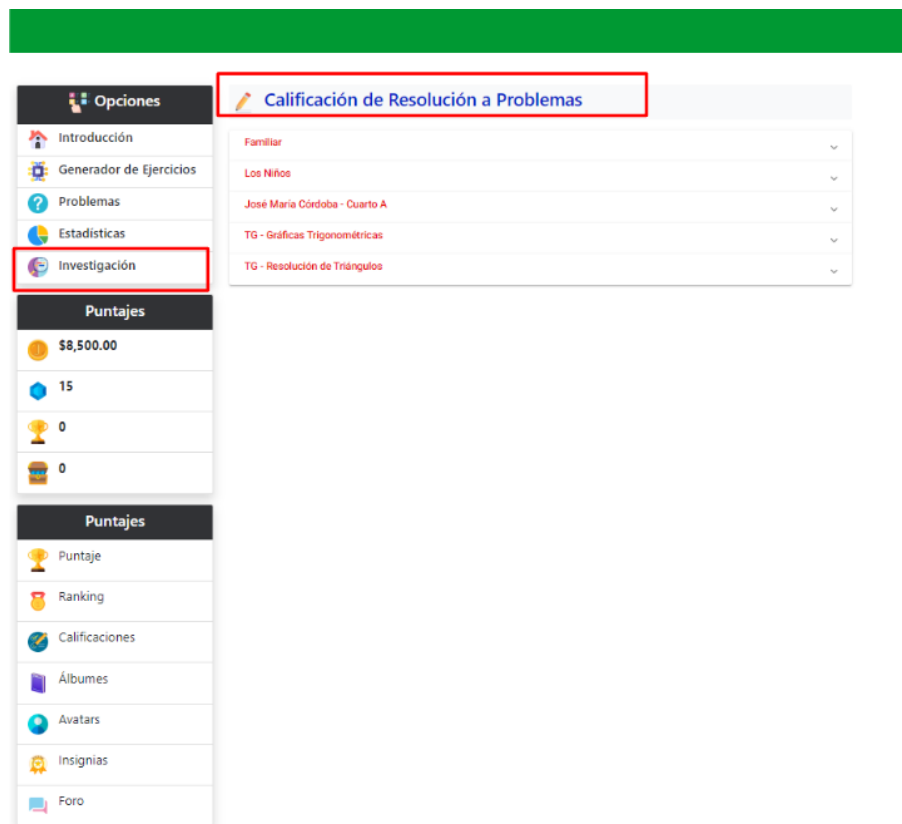 Opciones
Introducción
Generador de Ejercicios
Problemas
Estadísticas
Investigación
Puntajes
$8,500.00
15
0
0
Puntajes
Puntaje
Ranking
Calificaciones
Álbumes
Avatars
Insignias
Foro
Calificación de Resolución a Problemas
Familiar
Los Niños
José María Córdoba - Cuarto A
TG - Gráficas Trigonométricas
TG - Resolución de Triángulos